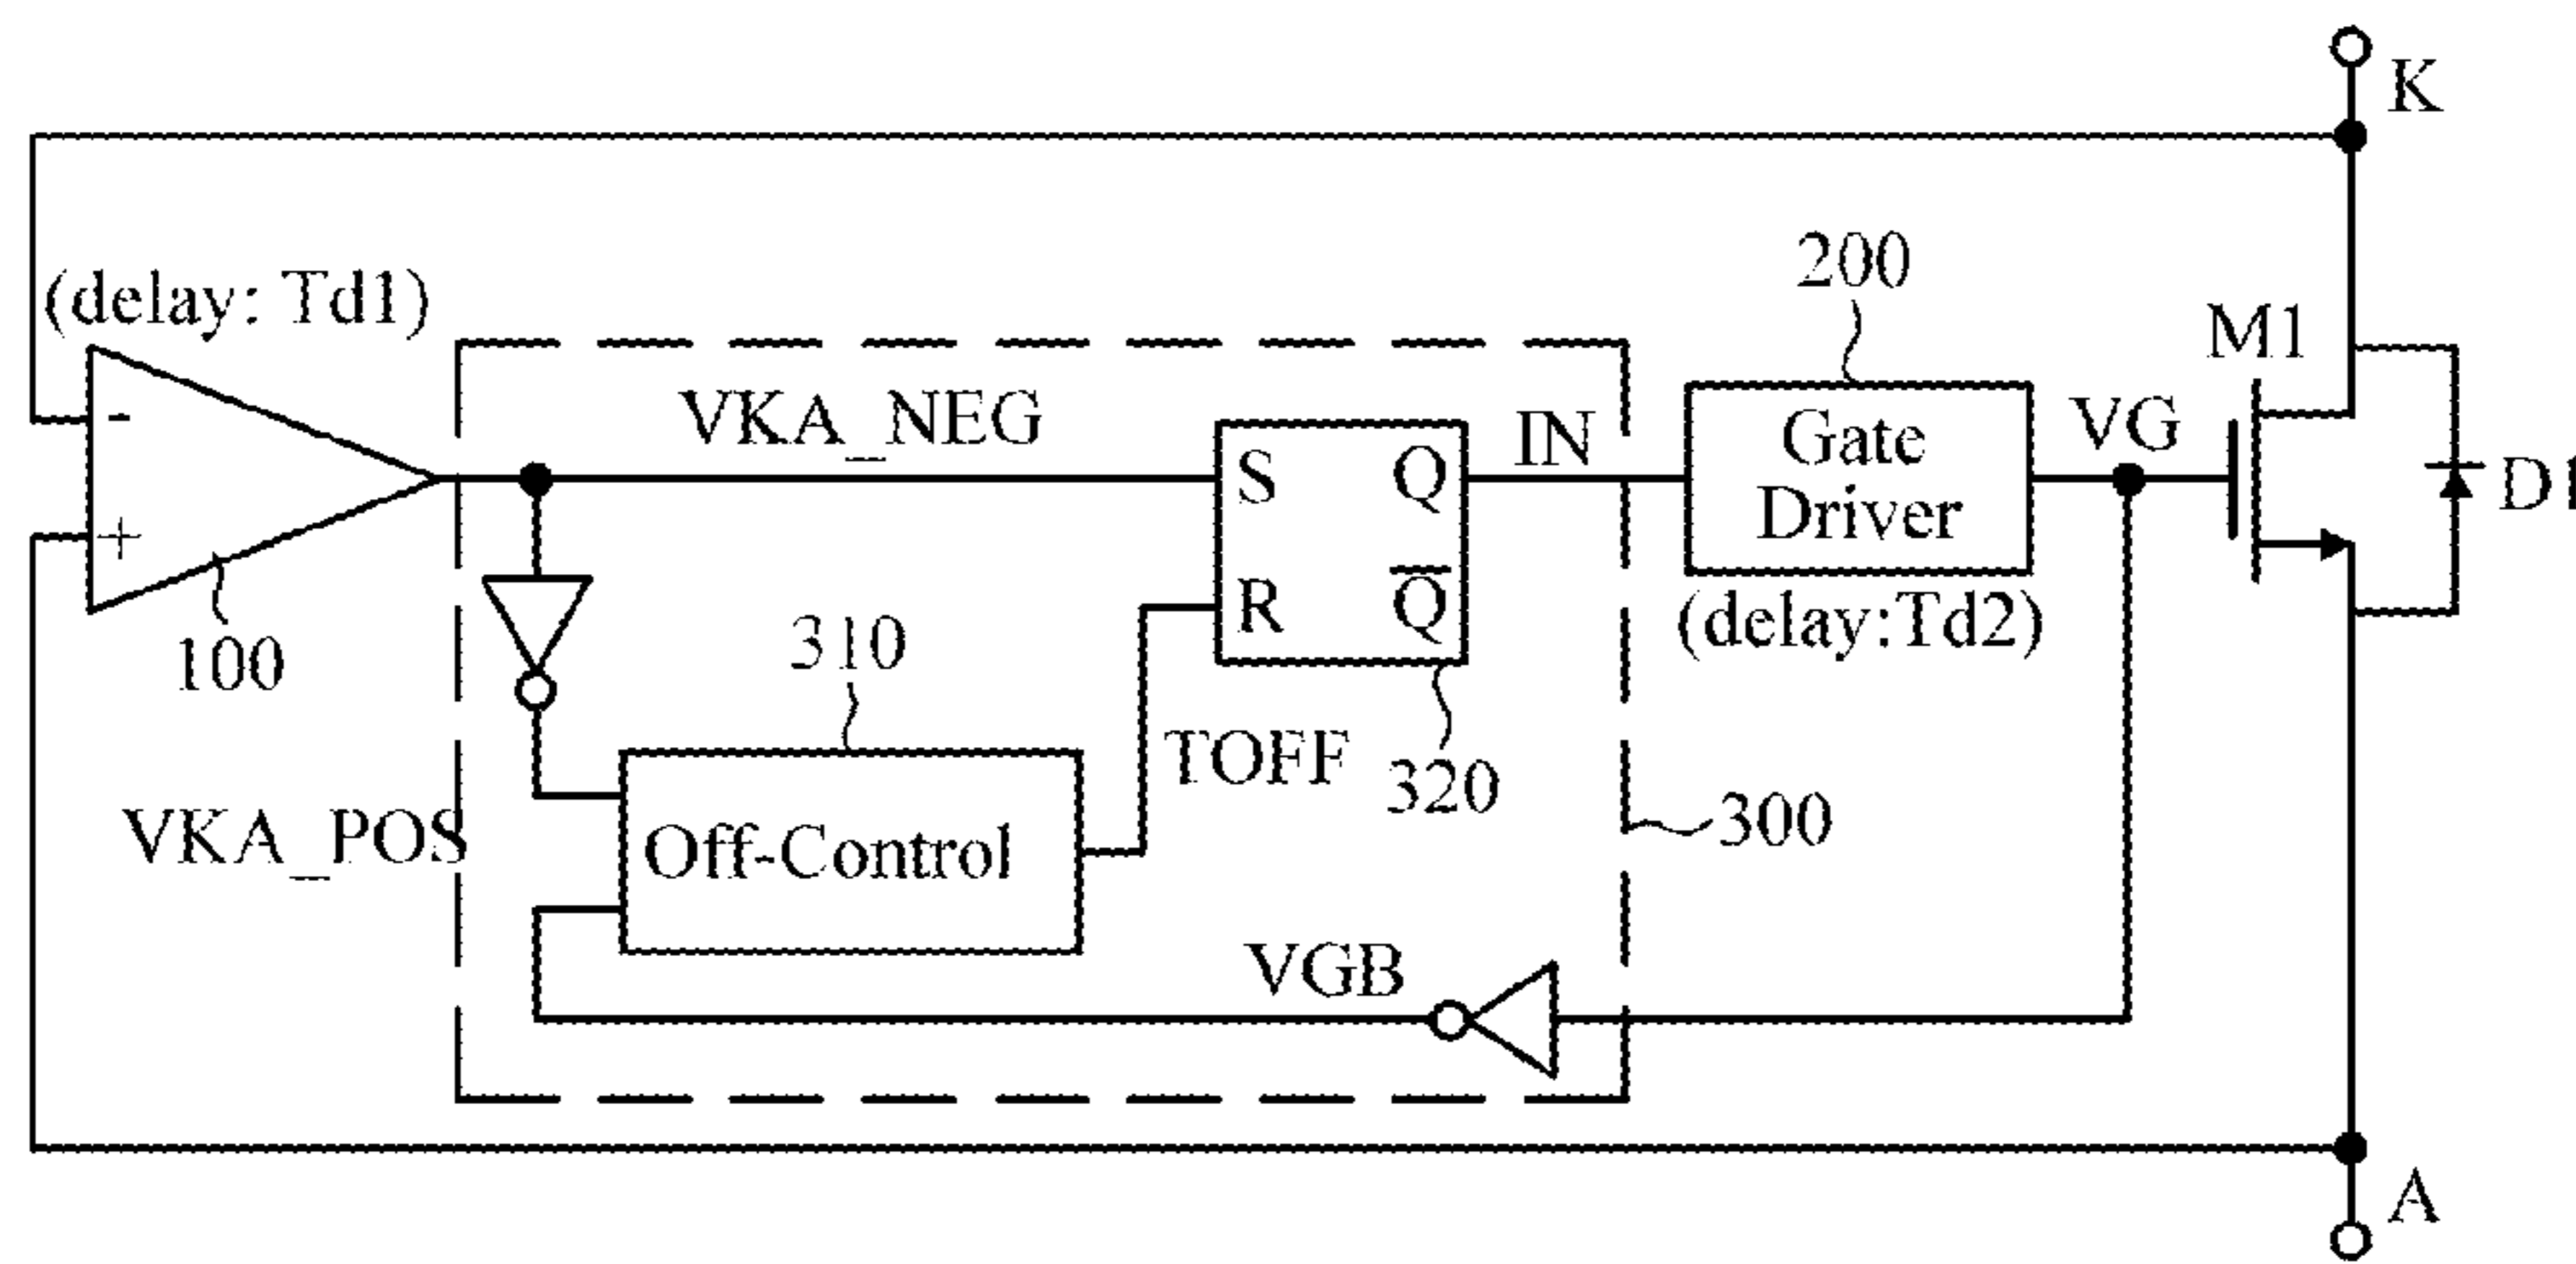 K
(delay: Td1)
200
M1
VKA_NEG
IN
VG
-
S
Q
Gate
Driver
D1
+
R
Q̅
(delay:Td2)
100
310
TOFF
320
300
VKA_POS
Off-Control
VGB
A